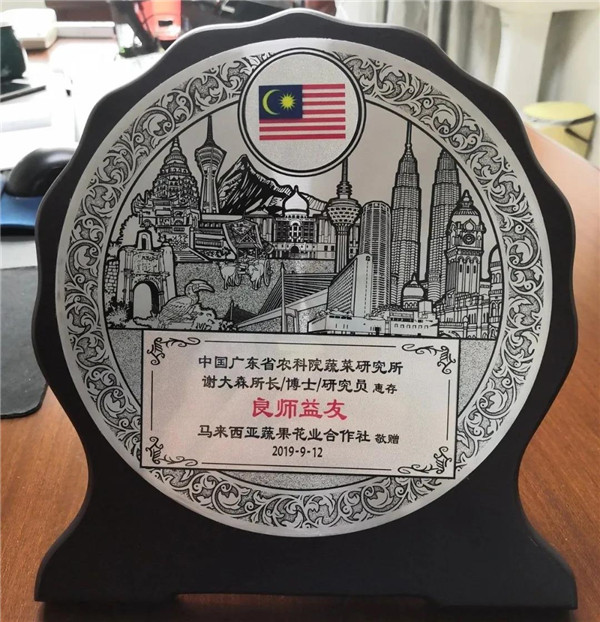 中国广东省农科院蔬菜研究所
谢大森所长/博士/研究员 惠存
良师益友
马来西亚蔬果花业合作社 敬赠
2019-9-12